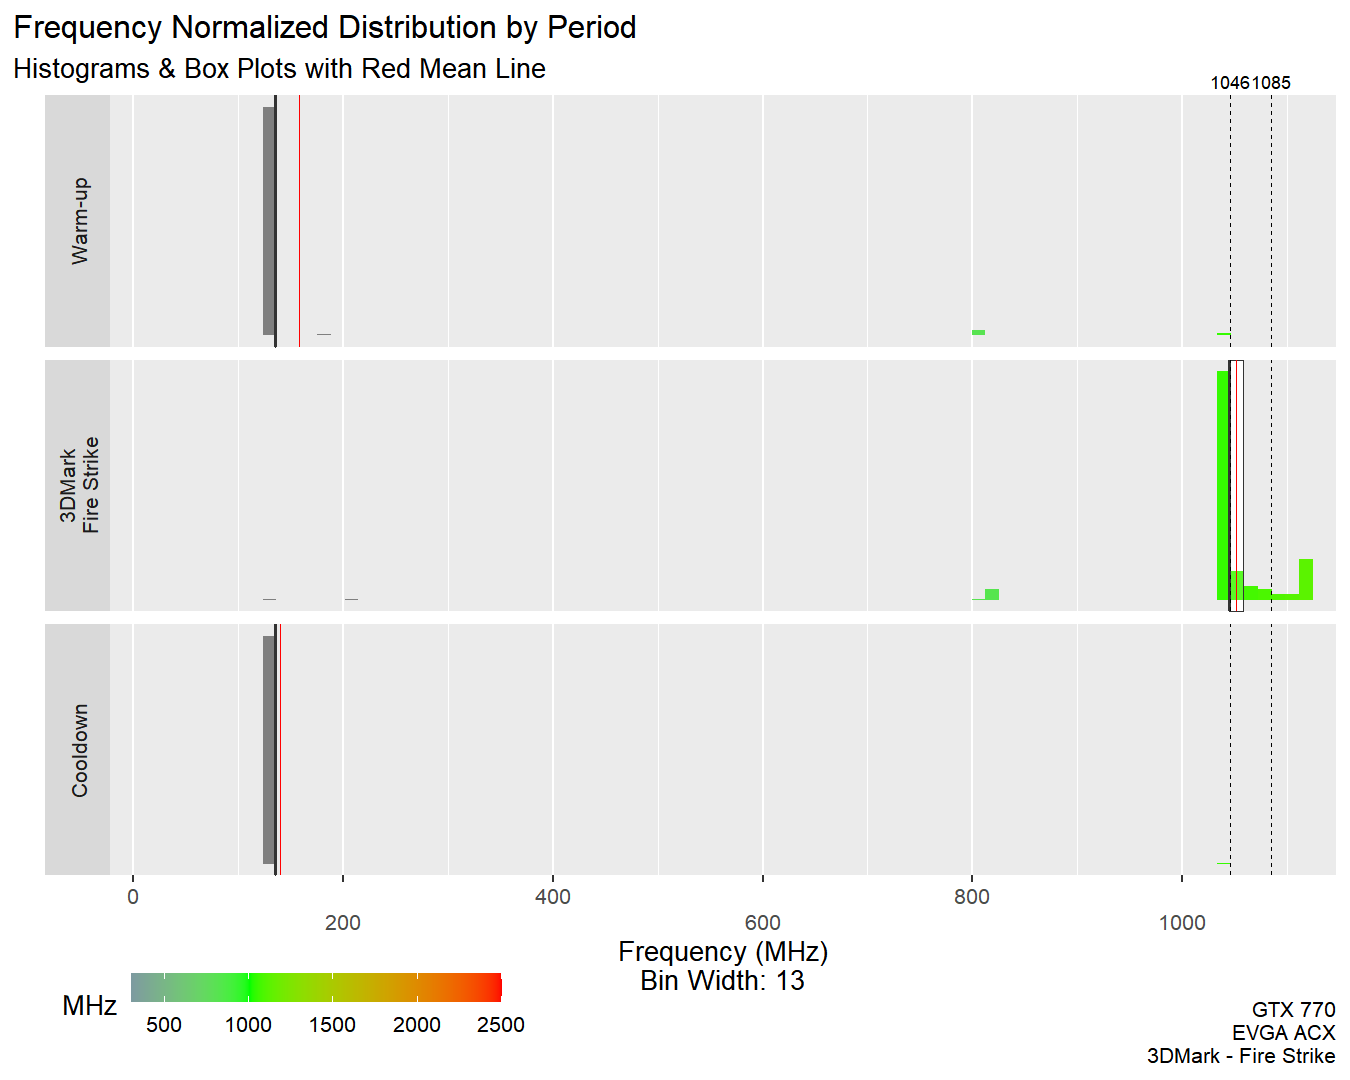 Frequency Normalized Distribution by Period
Histograms & Box Plots with Red Mean Line
1046 1085
Warm-up
3DMark
Fire Strike
Cooldown
0 200 400 600 800 1000
Frequency (MHz)
Bin Width: 13
MHz
500 1000 1500 2000 2500
GTX 770
EVGA ACX
3DMark - Fire Strike